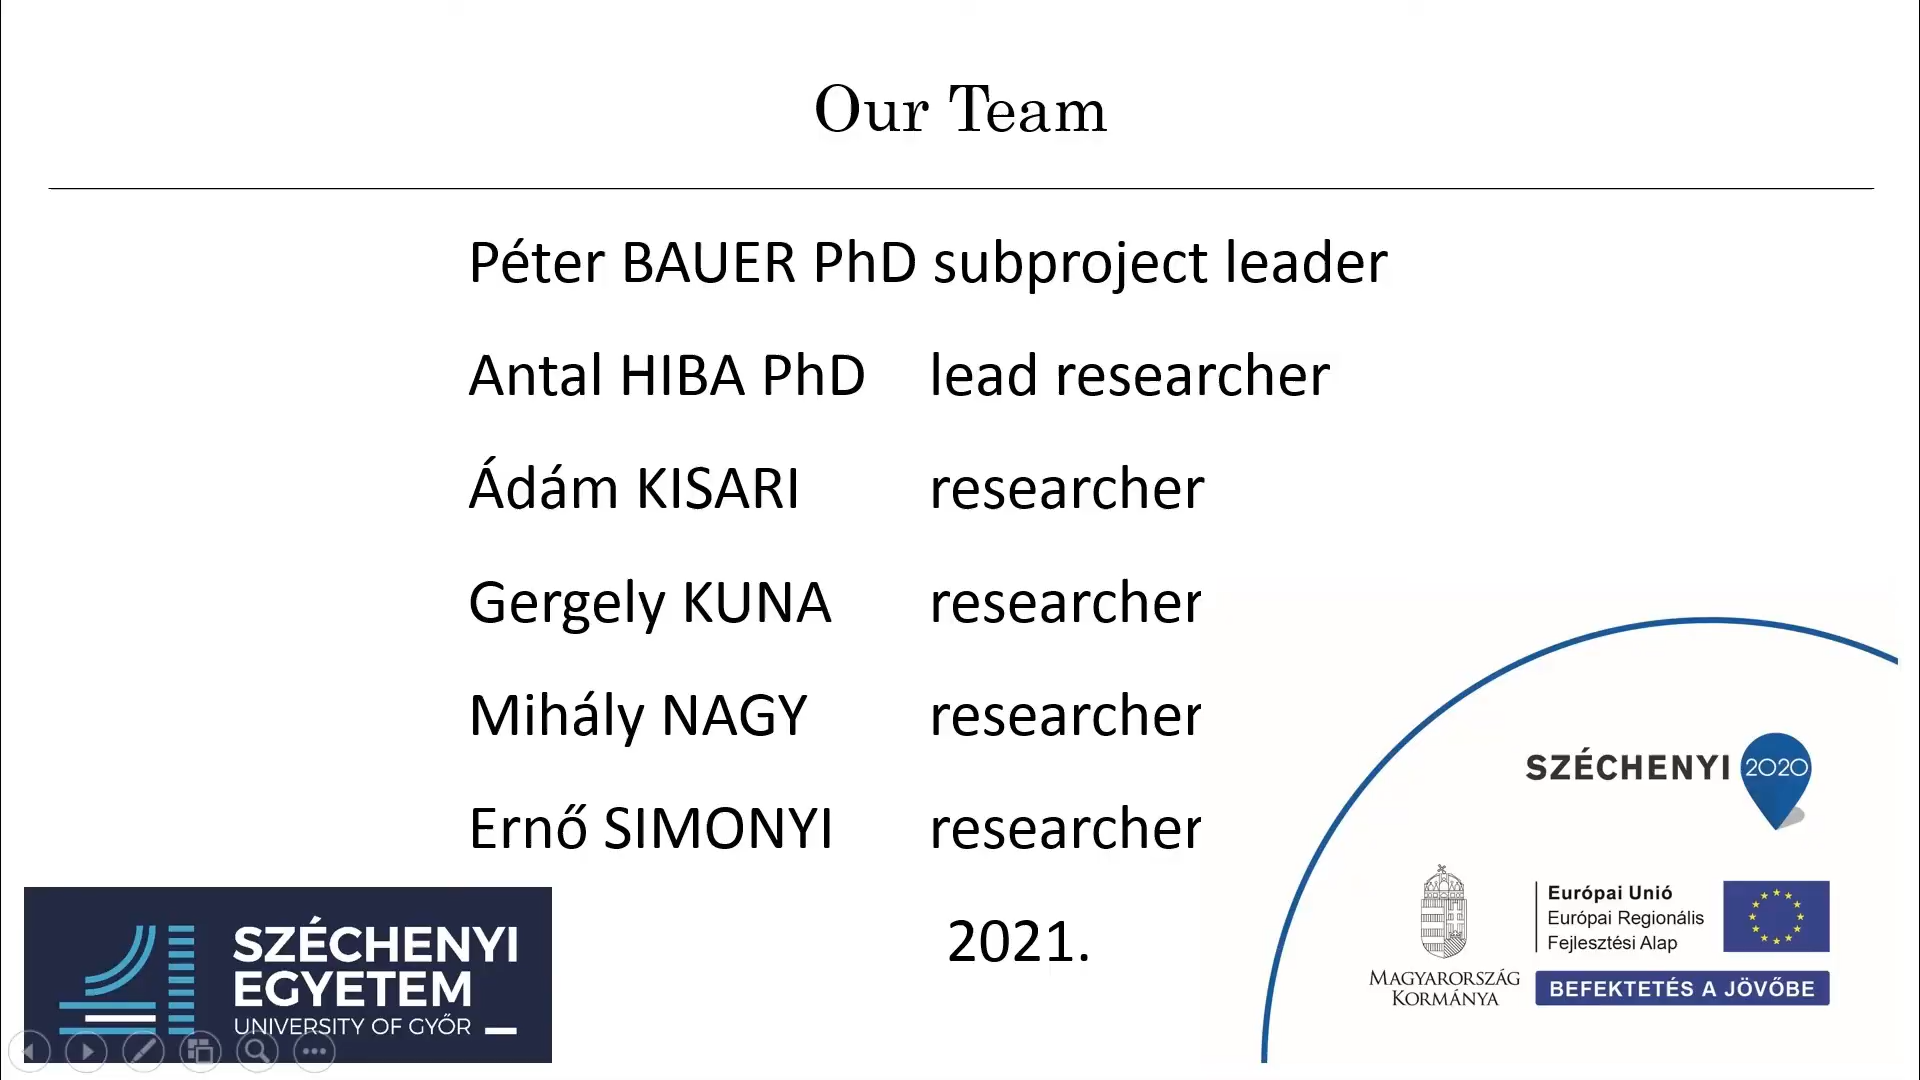 Our Team
Péter BAUER PhD subproject leader
Antal HIBA PhD lead researcher
Ádám KISARI researcher
Gergely KUNA researcher
Mihály NAGY researcher
Ernő SIMONYI researcher
2021.
SZÉCHENYI
EGYETEM
UNIVERSITY OF GYŐR
SZÉCHENYI 2020
MAGYARORSZÁG
KORMÁNYA
Európai Unió
Európai Regionális
Fejlesztési Alap
BEFEKTETÉS A JÖVŐBE